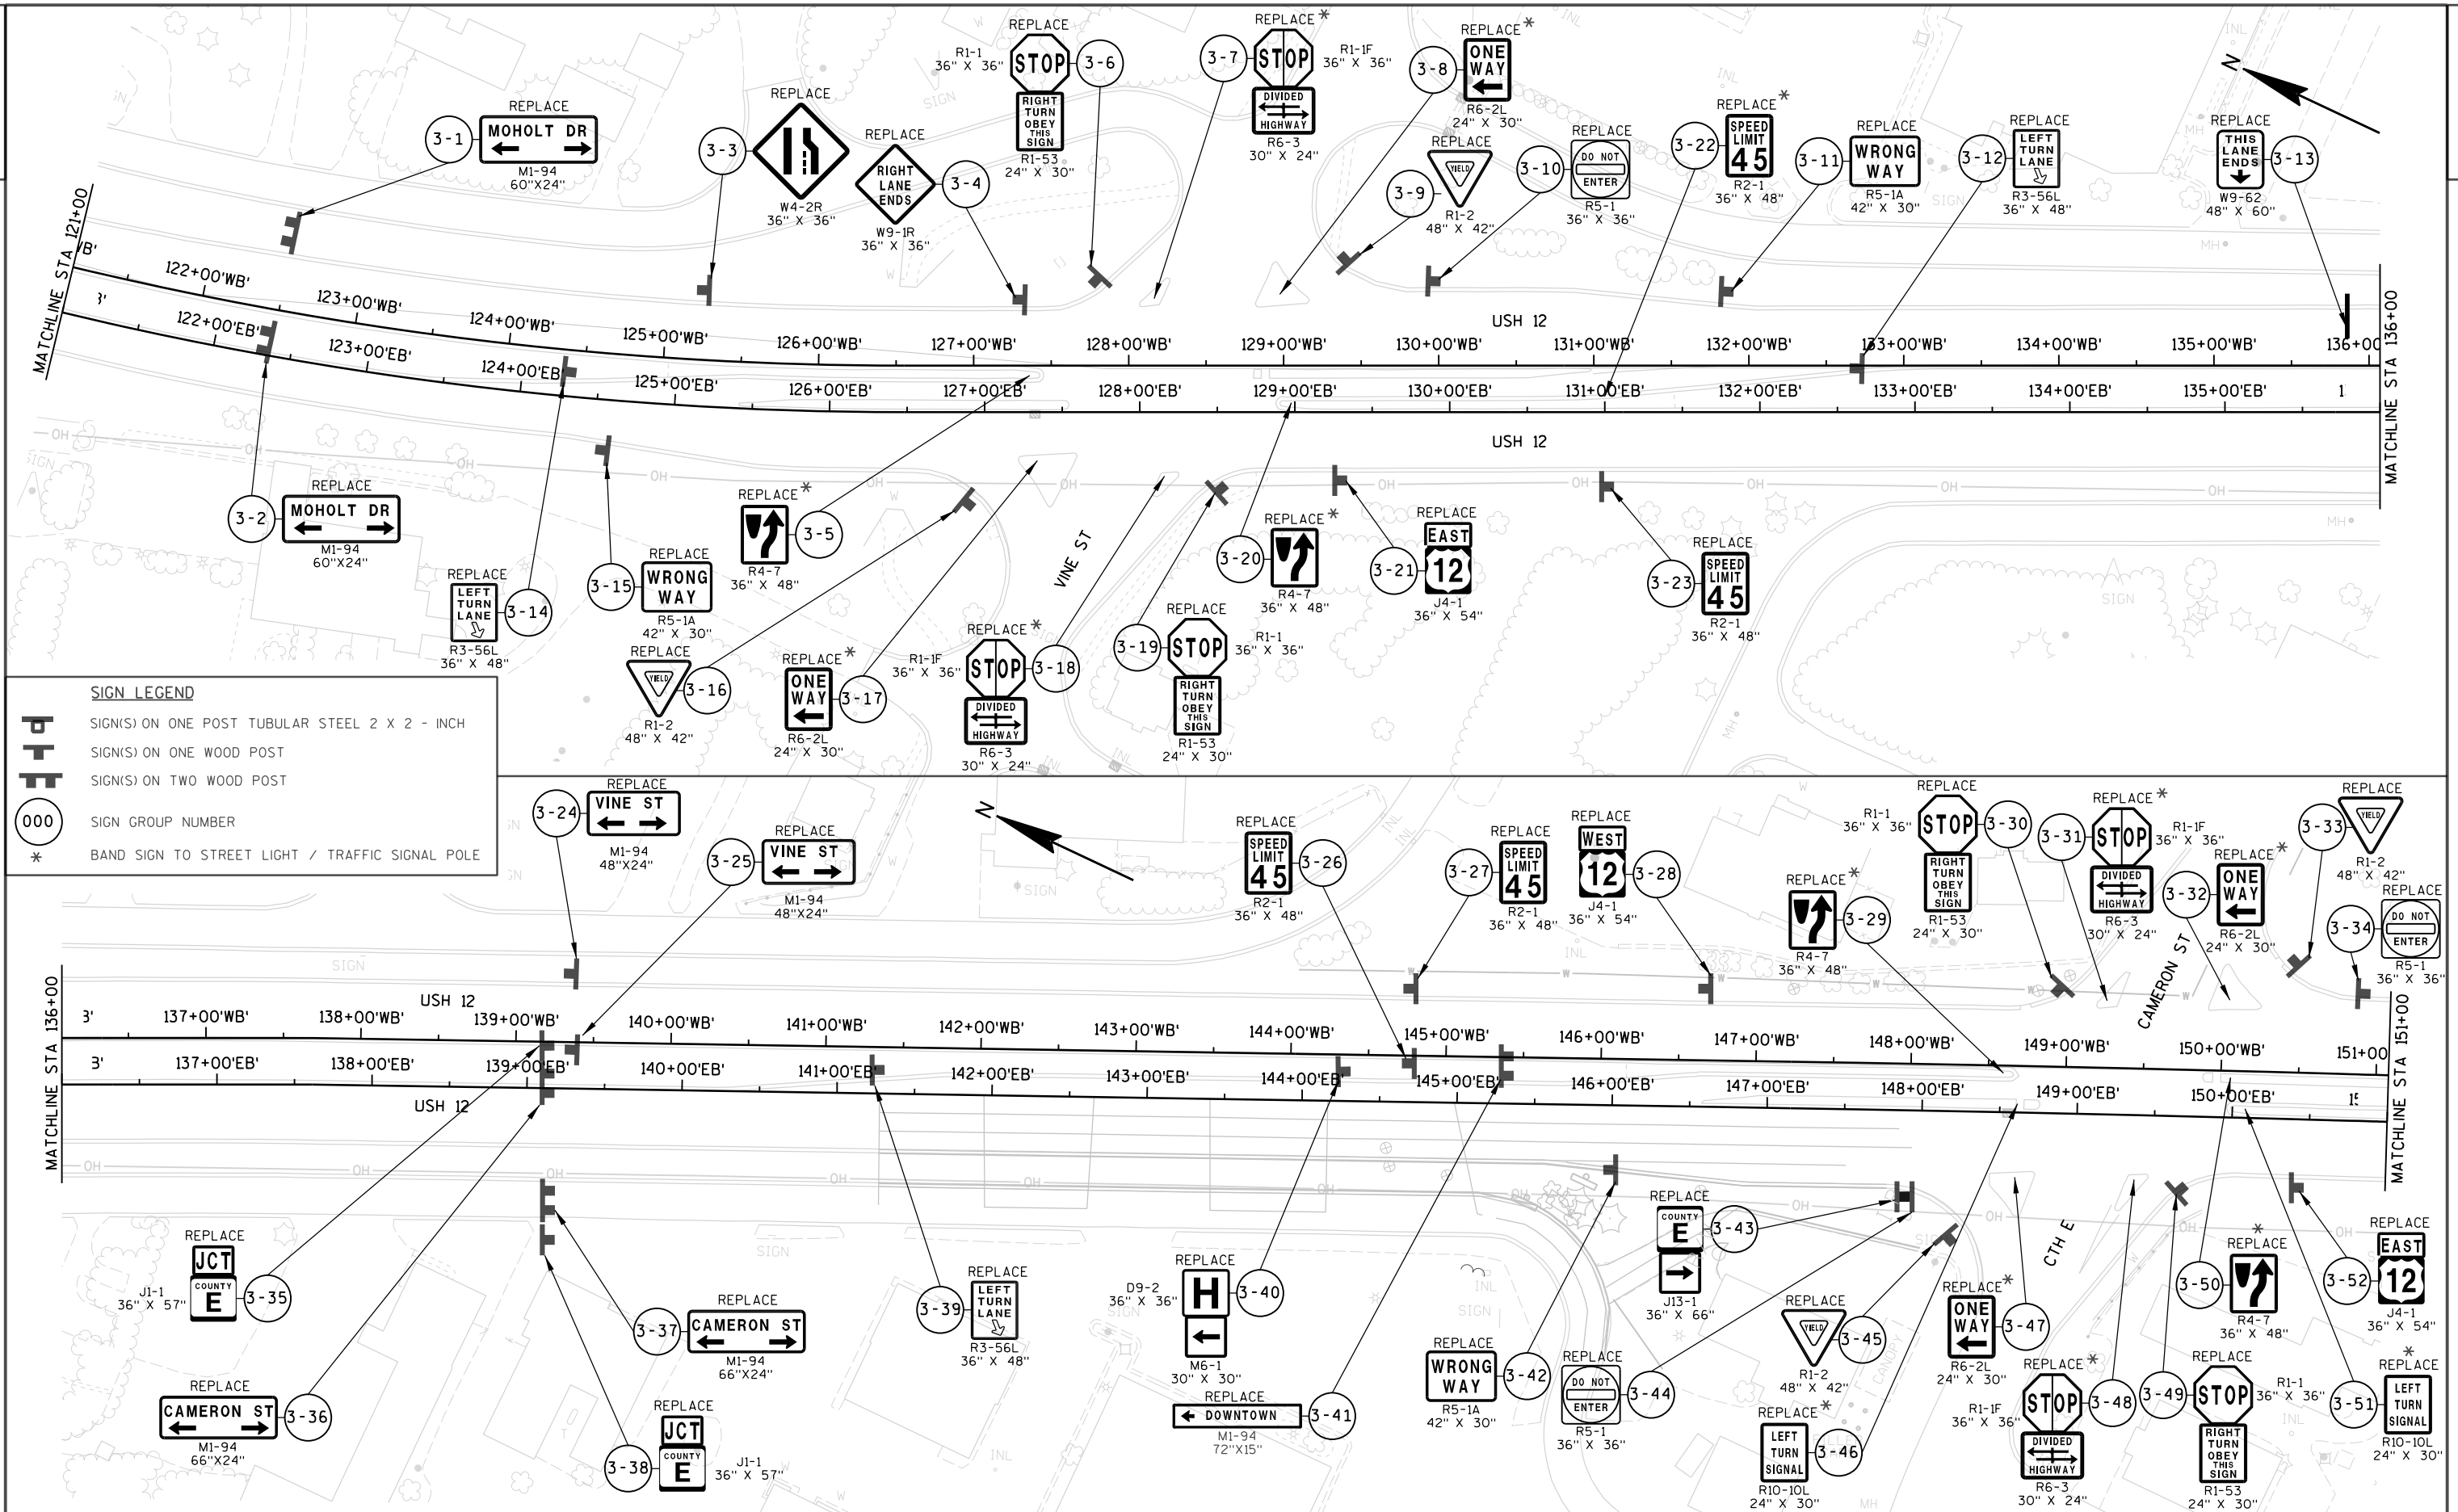 REPLACE
MOHOLT DR
M1-94
60"X24"
3-1
REPLACE
W4-2R
36" X 36"
3-3
REPLACE
RIGHT
LANE
ENDS
W9-1R
36" X 36"
3-4
REPLACE
R1-1
36" X 36"
STOP
RIGHT
TURN
OBEY
THIS
SIGN
R1-53
24" X 30"
3-6
REPLACE *
3-7
STOP
R1-1F
36" X 36"
DIVIDED
HIGHWAY
R6-3
30" X 24"
REPLACE *
3-8
ONE
WAY
R6-2L
24" X 30"
REPLACE
YIELD
3-9
R1-2
48" X 42"
REPLACE
3-10
DO NOT
ENTER
R5-1
36" X 36"
REPLACE *
3-22
SPEED
LIMIT
45
R2-1
36" X 48"
REPLACE
3-11
WRONG
WAY
R5-1A
42" X 30"
REPLACE
3-12
LEFT
TURN
LANE
R3-56L
36" X 48"
REPLACE
THIS
LANE
ENDS
3-13
W9-62
48" X 60"
N
SIGN
INL
MH
MATCHLINE STA 121+00
122+00'WB'
123+00'WB'
124+00'WB'
125+00'WB'
126+00'WB'
127+00'WB'
128+00'WB'
129+00'WB'
130+00'WB'
131+00'WB'
132+00'WB'
133+00'WB'
134+00'WB'
135+00'WB'
136+00
USH 12
122+00'EB'
123+00'EB'
124+00'EB'
125+00'EB'
126+00'EB'
127+00'EB'
128+00'EB'
129+00'EB'
130+00'EB'
131+00'EB'
132+00'EB'
133+00'EB'
134+00'EB'
135+00'EB'
USH 12
MATCHLINE STA 136+00
OH
VINE ST
REPLACE
3-2
MOHOLT DR
M1-94
60"X24"
REPLACE
LEFT
TURN
LANE
3-14
R3-56L
36" X 48"
REPLACE
3-15
WRONG
WAY
R5-1A
42" X 30"
REPLACE *
3-5
R4-7
36" X 48"
REPLACE
YIELD
3-16
R1-2
48" X 42"
REPLACE *
ONE
WAY
3-17
R6-2L
24" X 30"
REPLACE *
R1-1F
36" X 36"
STOP
3-18
DIVIDED
HIGHWAY
R6-3
30" X 24"
REPLACE
3-19
STOP
R1-1
36" X 36"
RIGHT
TURN
OBEY
THIS
SIGN
R1-53
24" X 30"
REPLACE *
3-20
R4-7
36" X 48"
REPLACE
EAST
12
3-21
J4-1
36" X 54"
REPLACE
3-23
SPEED
LIMIT
45
R2-1
36" X 48"
SIGN LEGEND
SIGN(S) ON ONE POST TUBULAR STEEL 2 X 2 - INCH
SIGN(S) ON ONE WOOD POST
SIGN(S) ON TWO WOOD POST
000 SIGN GROUP NUMBER
* BAND SIGN TO STREET LIGHT / TRAFFIC SIGNAL POLE
REPLACE
3-24
VINE ST
M1-94
48"X24"
REPLACE
3-25
VINE ST
M1-94
48"X24"
N
REPLACE
SPEED
LIMIT
45
3-26
R2-1
36" X 48"
REPLACE
3-27
SPEED
LIMIT
45
R2-1
36" X 48"
REPLACE
WEST
12
3-28
J4-1
36" X 54"
REPLACE *
3-29
R4-7
36" X 48"
REPLACE
R1-1
36" X 36"
STOP
3-30
RIGHT
TURN
OBEY
THIS
SIGN
R1-53
24" X 30"
REPLACE *
3-31
STOP
R1-1F
36" X 36"
DIVIDED
HIGHWAY
R6-3
30" X 24"
REPLACE *
3-32
ONE
WAY
R6-2L
24" X 30"
REPLACE
3-33
YIELD
R1-2
48" X 42"
REPLACE
3-34
DO NOT
ENTER
R5-1
36" X 36"
CAMERON ST
MATCHLINE STA 136+00
USH 12
137+00'WB'
138+00'WB'
139+00'WB'
140+00'WB'
141+00'WB'
142+00'WB'
143+00'WB'
144+00'WB'
145+00'WB'
146+00'WB'
147+00'WB'
148+00'WB'
149+00'WB'
150+00'WB'
151+00
137+00'EB'
138+00'EB'
139+00'EB'
140+00'EB'
141+00'EB'
142+00'EB'
143+00'EB'
144+00'EB'
145+00'EB'
146+00'EB'
147+00'EB'
148+00'EB'
149+00'EB'
150+00'EB'
USH 12
MATCHLINE STA 151+00
CTH E
REPLACE
JCT
COUNTY
E
J1-1
36" X 57"
3-35
REPLACE
CAMERON ST
3-36
M1-94
66"X24"
REPLACE
3-37
CAMERON ST
M1-94
66"X24"
REPLACE
JCT
3-38
COUNTY
E
J1-1
36" X 57"
REPLACE
3-39
LEFT
TURN
LANE
R3-56L
36" X 48"
REPLACE
D9-2
36" X 36"
H
3-40
M6-1
30" X 30"
REPLACE
DOWNTOWN
3-41
M1-94
72"X15"
REPLACE
WRONG
WAY
3-42
R5-1A
42" X 30"
REPLACE
COUNTY
E
3-43
J13-1
36" X 66"
REPLACE
DO NOT
ENTER
3-44
R5-1
36" X 36"
REPLACE
YIELD
3-45
R1-2
48" X 42"
REPLACE *
LEFT
TURN
SIGNAL
3-46
R10-10L
24" X 30"
REPLACE *
ONE
WAY
3-47
R6-2L
24" X 30"
REPLACE *
R1-1F
36" X 36"
STOP
3-48
DIVIDED
HIGHWAY
R6-3
30" X 24"
REPLACE
3-49
STOP
R1-1
36" X 36"
RIGHT
TURN
OBEY
THIS
SIGN
R1-53
24" X 30"
*
REPLACE
3-50
R4-7
36" X 48"
*
REPLACE
3-51
LEFT
TURN
SIGNAL
R10-10L
24" X 30"
REPLACE
EAST
3-52
12
J4-1
36" X 54"
CANOPY